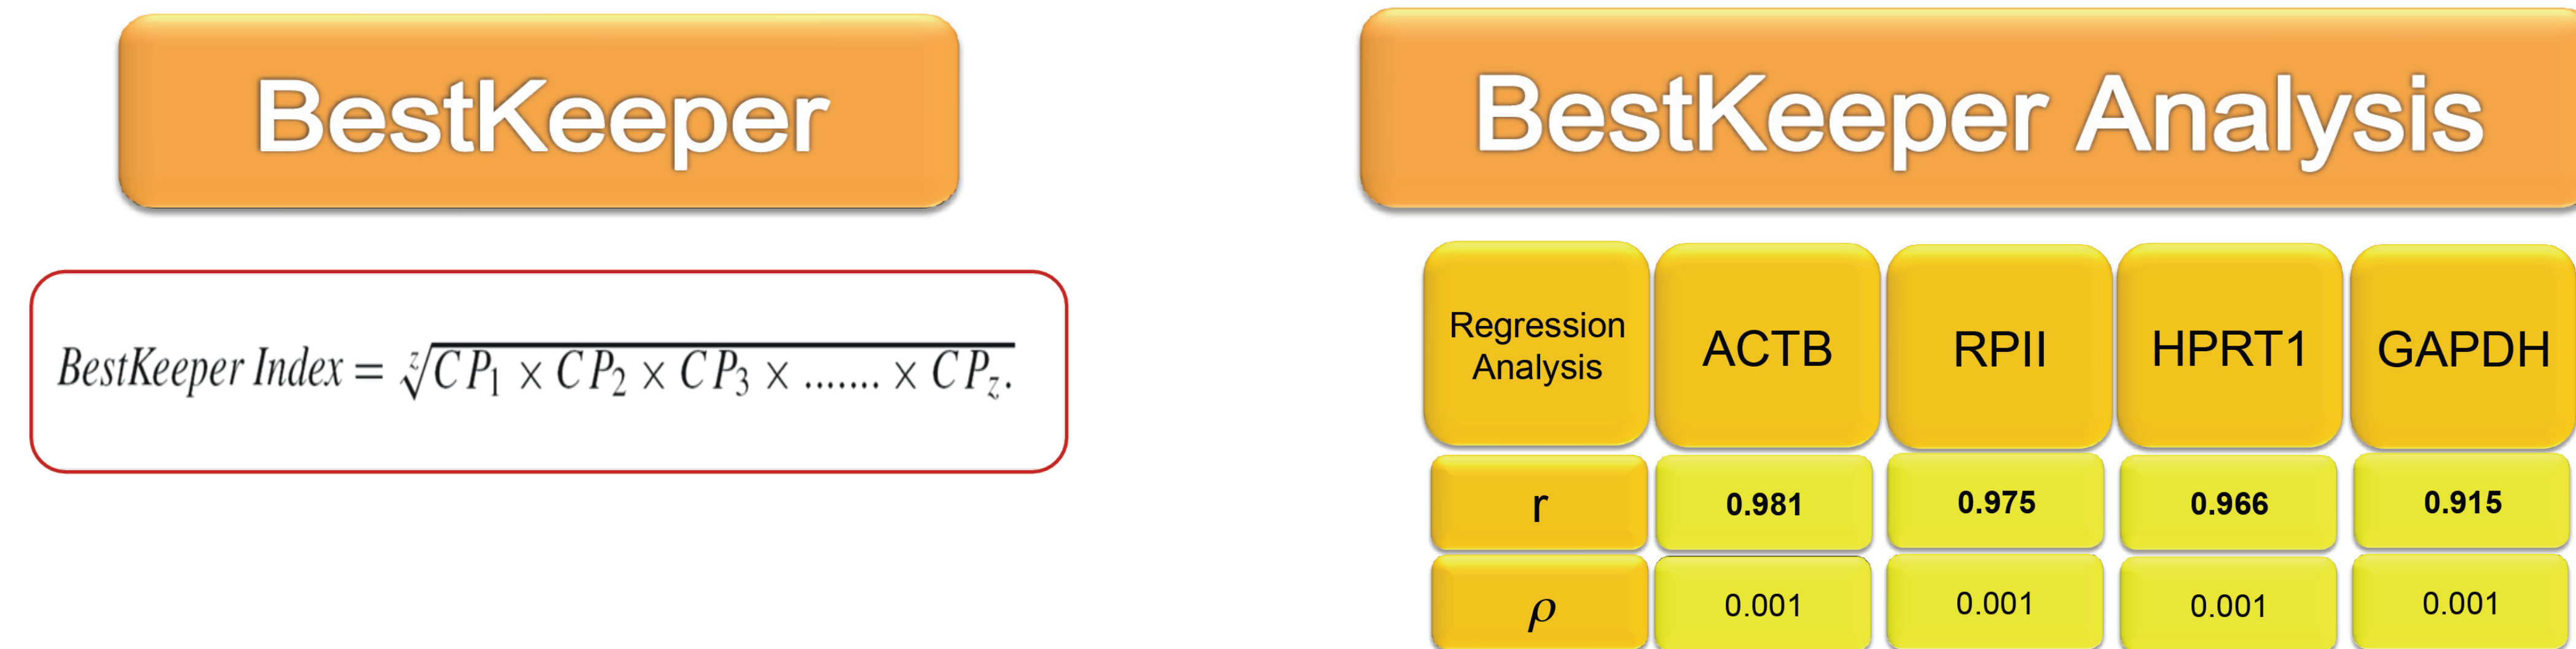 BestKeeper
BestKeeper Index = ᶻ√CP₁ × CP₂ × CP₃ × ....... × CP_z.
BestKeeper Analysis
Regression Analysis ACTB RPII HPRT1 GAPDH
r 0.981 0.975 0.966 0.915
ρ 0.001 0.001 0.001 0.001